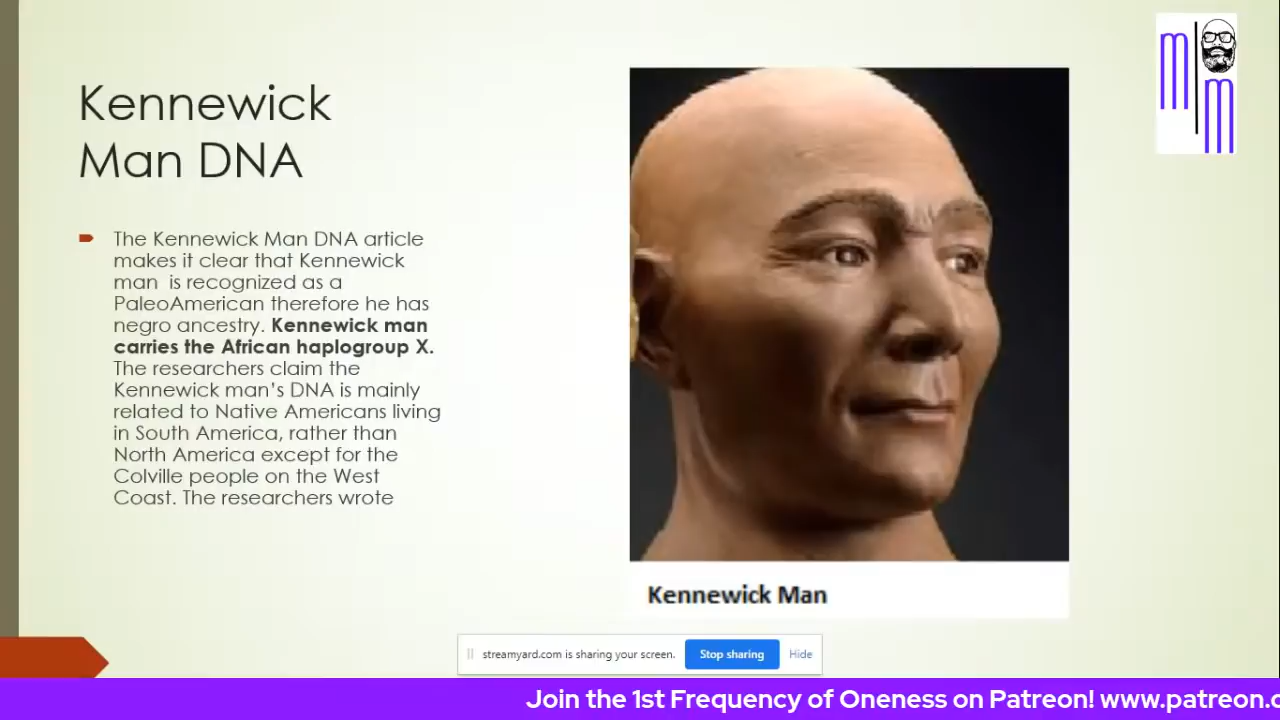 Kennewick
Man DNA
The Kennewick Man DNA article
makes it clear that Kennewick
man is recognized as a
PaleoAmerican therefore he has
negro ancestry. Kennewick man
carries the African haplogroup X.
The researchers claim the
Kennewick man's DNA is mainly
related to Native Americans living
in South America, rather than
North America except for the
Colville people on the West
Coast. The researchers wrote
m
m
Kennewick Man
streamyard.com is sharing your screen. Stop sharing Hide
Join the 1st Frequency of Oneness on Patreon! www.patreon.c